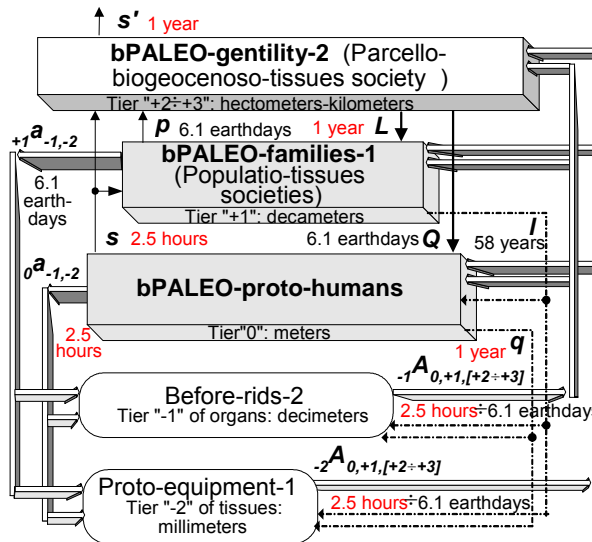 s' 1 year
bPALEO-gentility-2 (Parcello-
biogeocenoso-tissues society )
Tier "+2÷+3": hectometers-kilometers
+1a-1,-2
p 6.1 earthdays 1 year L
6.1
earth-
days
bPALEO-families-1
(Populatio-tissues
societies)
Tier "+1": decameters
s 2.5 hours 6.1 earthdays Q 58 years l
0a-1,-2
bPALEO-proto-humans
Tier"0": meters
2.5
hours
1 year q
-1A0,+1,[+2÷+3]
Before-rids-2
Tier "-1" of organs: decimeters
2.5 hours÷6.1 earthdays
-2A0,+1,[+2÷+3]
Proto-equipment-1
Tier "-2" of tissues:
millimeters
2.5 hours÷6.1 earthdays